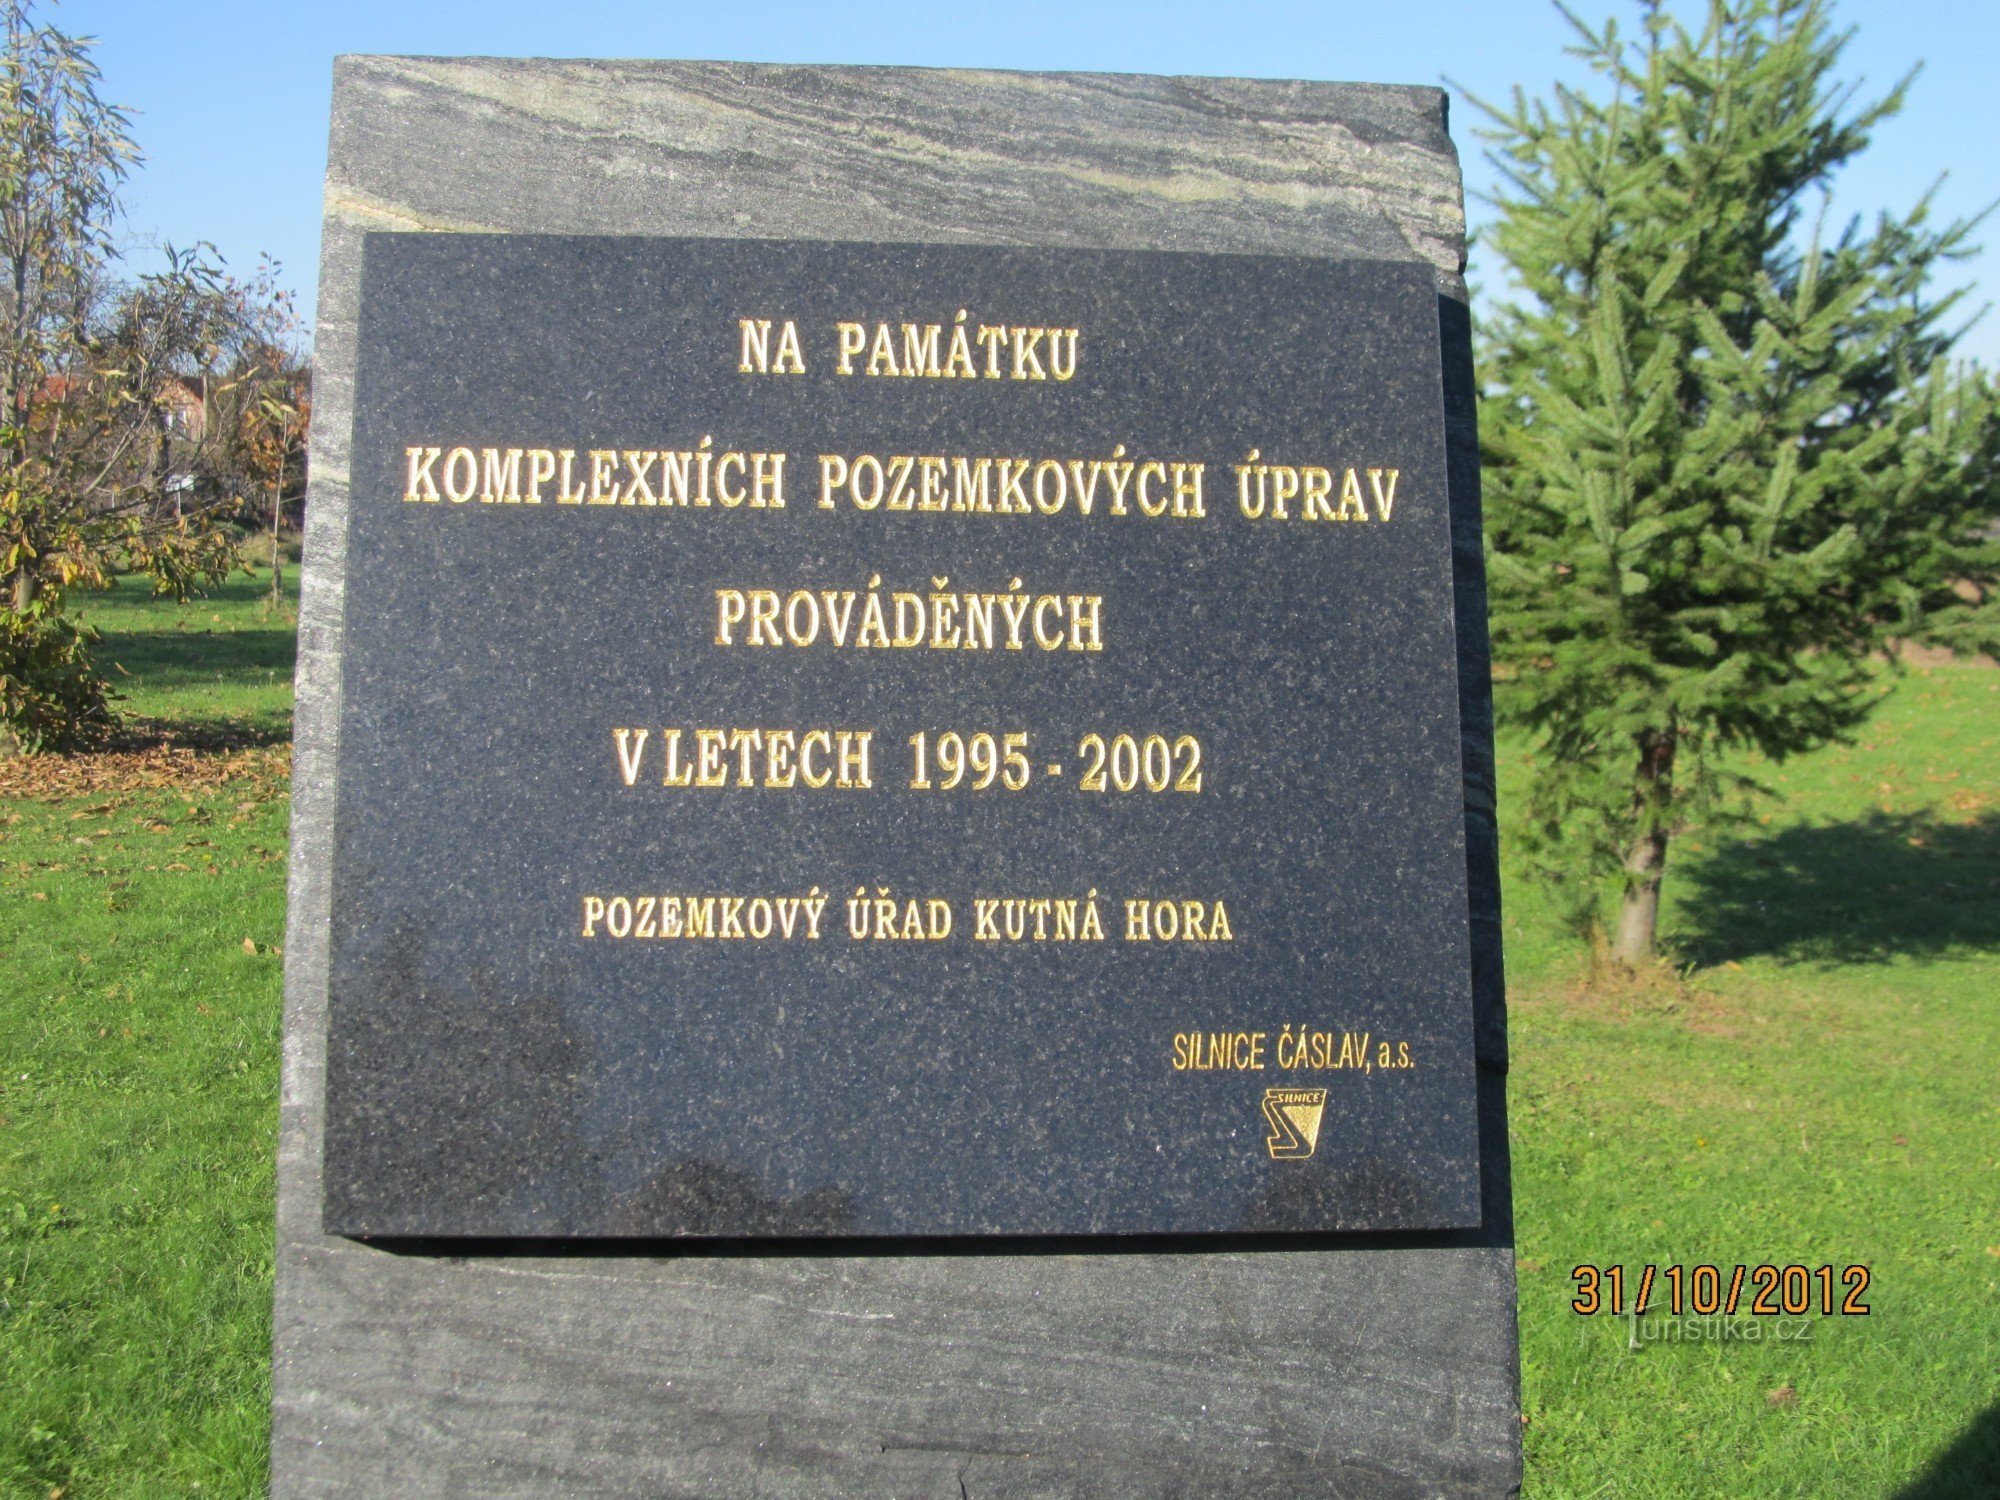 NA PAMÁTKU
KOMPLEXNÍCH POZEMKOVÝCH ÚPRAV
PROVÁDĚNÝCH
V LETECH 1995 - 2002
POZEMKOVÝ ÚŘAD KUTNÁ HORA
SILNICE ČÁSLAV, a.s.
SILNICE
31/10/2012
Turistika.cz